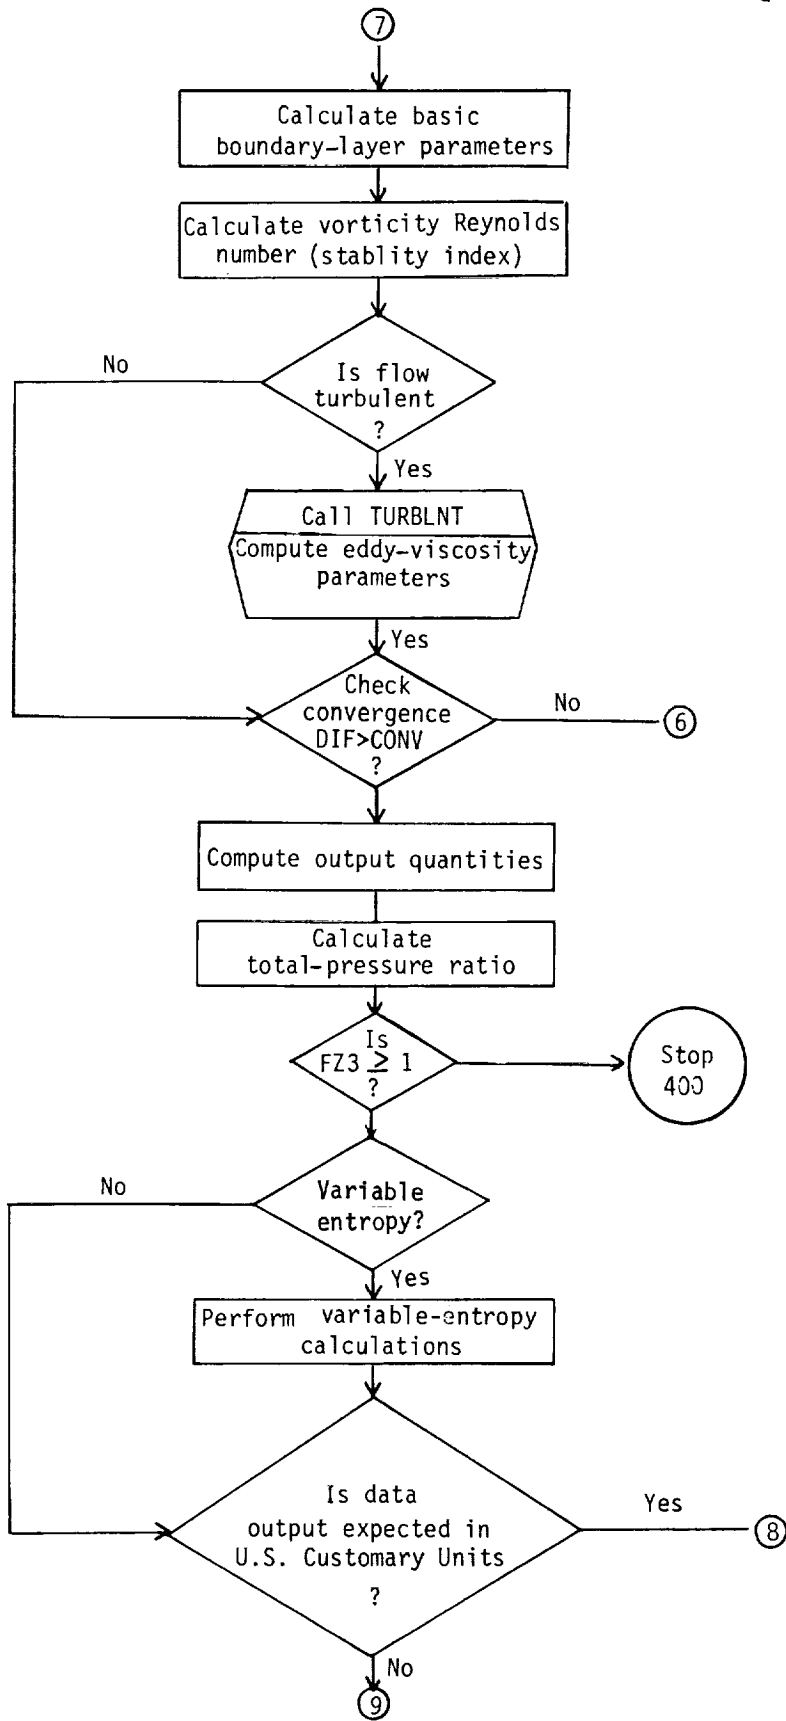 7
Calculate basic
boundary-layer parameters
Calculate vorticity Reynolds
number (stablity index)
No
Is flow
turbulent
?
Yes
Call TURBLNT
Compute eddy-viscosity
parameters
Yes
Check
convergence
DIF>CONV
?
No
6
Compute output quantities
Calculate
total-pressure ratio
Is
FZ3 ≥ 1
?
Stop
400
No
Variable
entropy?
Yes
Perform variable-entropy
calculations
Is data
output expected in
U.S. Customary Units
?
Yes
8
No
9